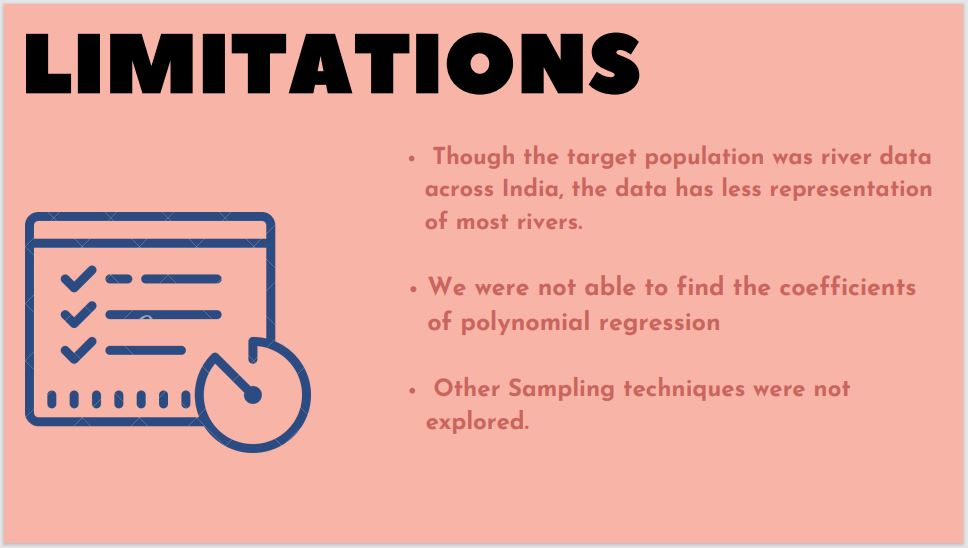 LIMITATIONS
• Though the target population was river data
across India, the data has less representation
of most rivers.
• We were not able to find the coefficients
of polynomial regression
• Other Sampling techniques were not
explored.